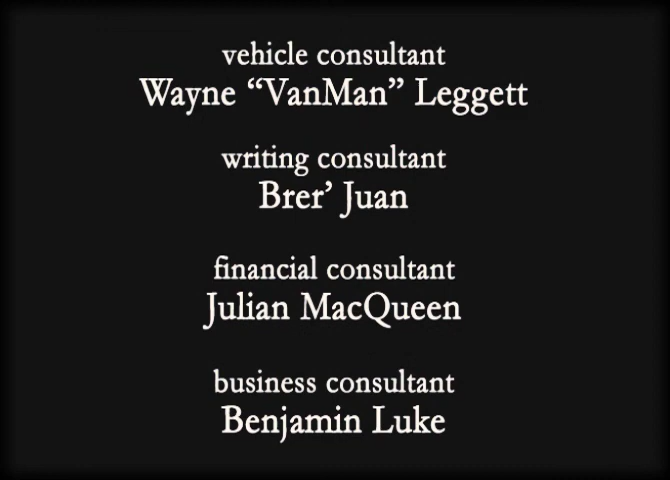 vehicle consultant
Wayne “VanMan” Leggett
writing consultant
Brer’ Juan
financial consultant
Julian MacQueen
business consultant
Benjamin Luke